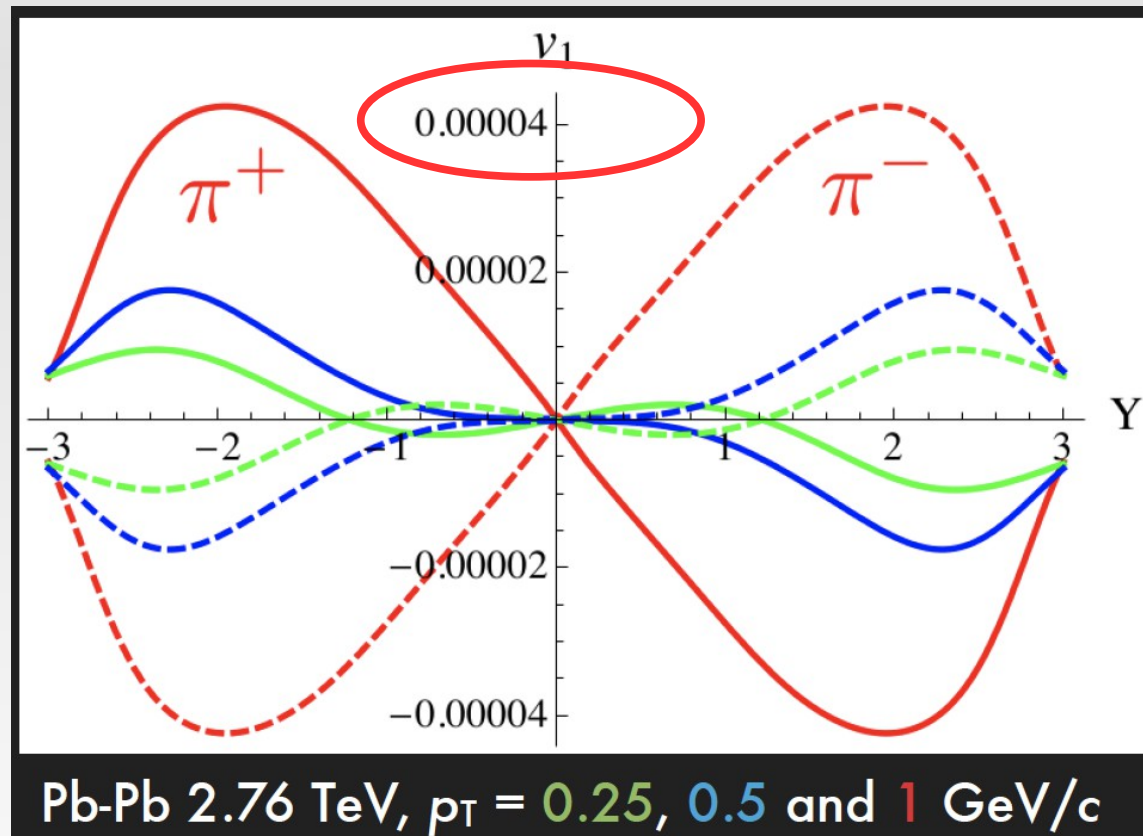 v₁
0.00004
π⁺ π⁻
0.00002
Y
−3 −2 −1 1 2 3
−0.00002
−0.00004
Pb-Pb 2.76 TeV, pT = 0.25, 0.5 and 1 GeV/c